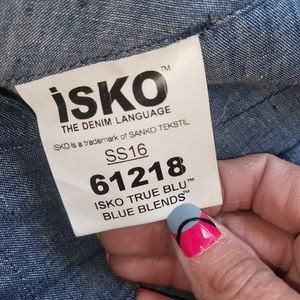 iSKO™
THE DENIM LANGUAGE
ISKO is a trademark of SANKO TEKSTIL
SS16
61218
ISKO TRUE BLU™
BLUE BLENDS™